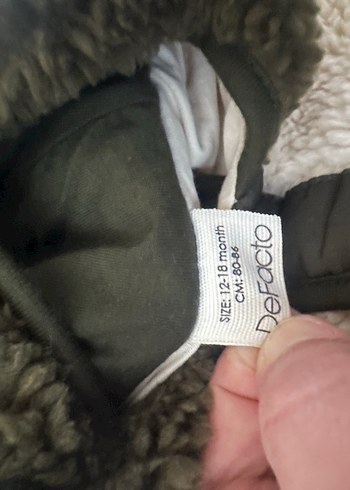 SIZE: 12-18 month
CM: 80-86
DeFacto